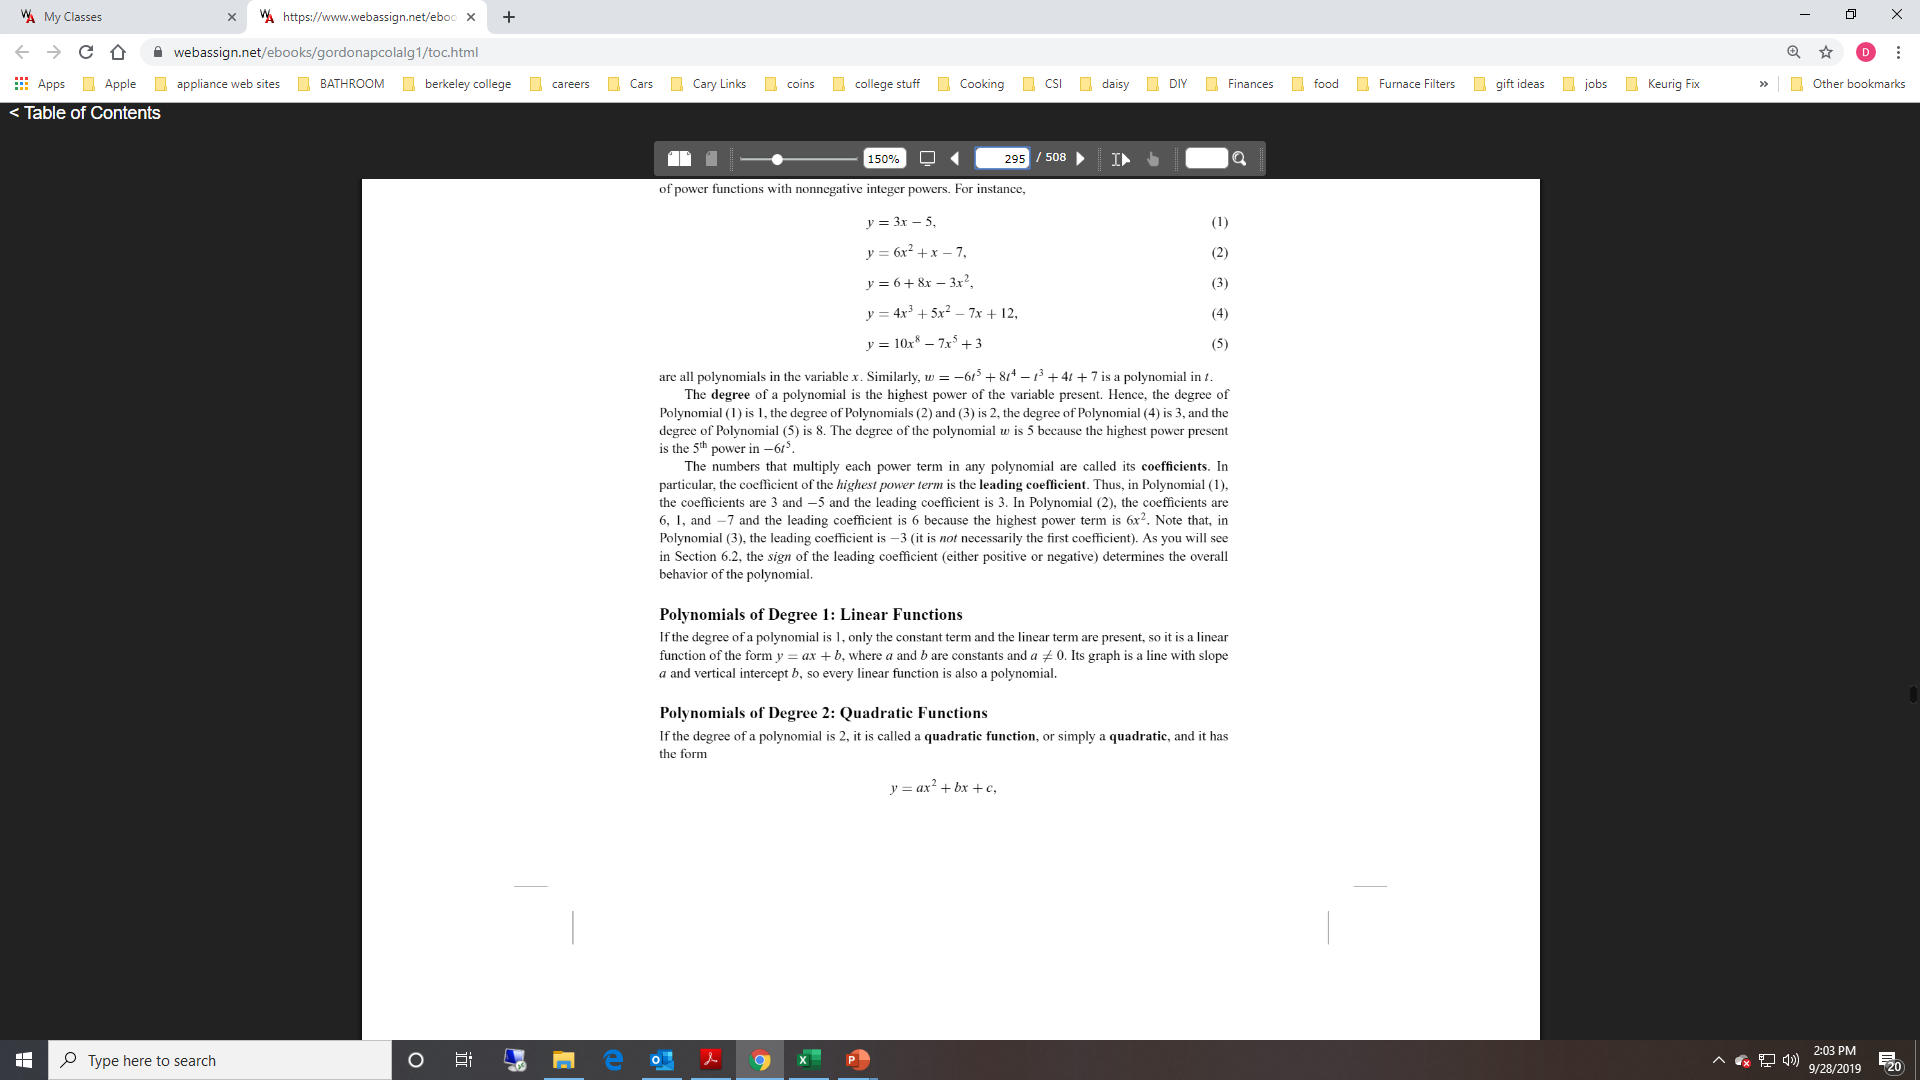 My Classes
https://www.webassign.net/eboo
webassign.net/ebooks/gordonapcolalg1/toc.html
D
Apps Apple appliance web sites BATHROOM berkeley college careers Cars Cary Links coins college stuff Cooking CSI daisy DIY Finances food Furnace Filters gift ideas jobs Keurig Fix » Other bookmarks
< Table of Contents
150% 295 / 508
of power functions with nonnegative integer powers. For instance,
y = 3x − 5, (1)
y = 6x² + x − 7, (2)
y = 6 + 8x − 3x², (3)
y = 4x³ + 5x² − 7x + 12, (4)
y = 10x⁸ − 7x⁵ + 3 (5)
are all polynomials in the variable x. Similarly, w = −6t⁵ + 8t⁴ − t³ + 4t + 7 is a polynomial in t.
The degree of a polynomial is the highest power of the variable present. Hence, the degree of
Polynomial (1) is 1, the degree of Polynomials (2) and (3) is 2, the degree of Polynomial (4) is 3, and the
degree of Polynomial (5) is 8. The degree of the polynomial w is 5 because the highest power present
is the 5th power in −6t⁵.
The numbers that multiply each power term in any polynomial are called its coefficients. In
particular, the coefficient of the highest power term is the leading coefficient. Thus, in Polynomial (1),
the coefficients are 3 and −5 and the leading coefficient is 3. In Polynomial (2), the coefficients are
6, 1, and −7 and the leading coefficient is 6 because the highest power term is 6x². Note that, in
Polynomial (3), the leading coefficient is −3 (it is not necessarily the first coefficient). As you will see
in Section 6.2, the sign of the leading coefficient (either positive or negative) determines the overall
behavior of the polynomial.
Polynomials of Degree 1: Linear Functions
If the degree of a polynomial is 1, only the constant term and the linear term are present, so it is a linear
function of the form y = ax + b, where a and b are constants and a ≠ 0. Its graph is a line with slope
a and vertical intercept b, so every linear function is also a polynomial.
Polynomials of Degree 2: Quadratic Functions
If the degree of a polynomial is 2, it is called a quadratic function, or simply a quadratic, and it has
the form
y = ax² + bx + c,
Type here to search
2:03 PM
9/28/2019
20